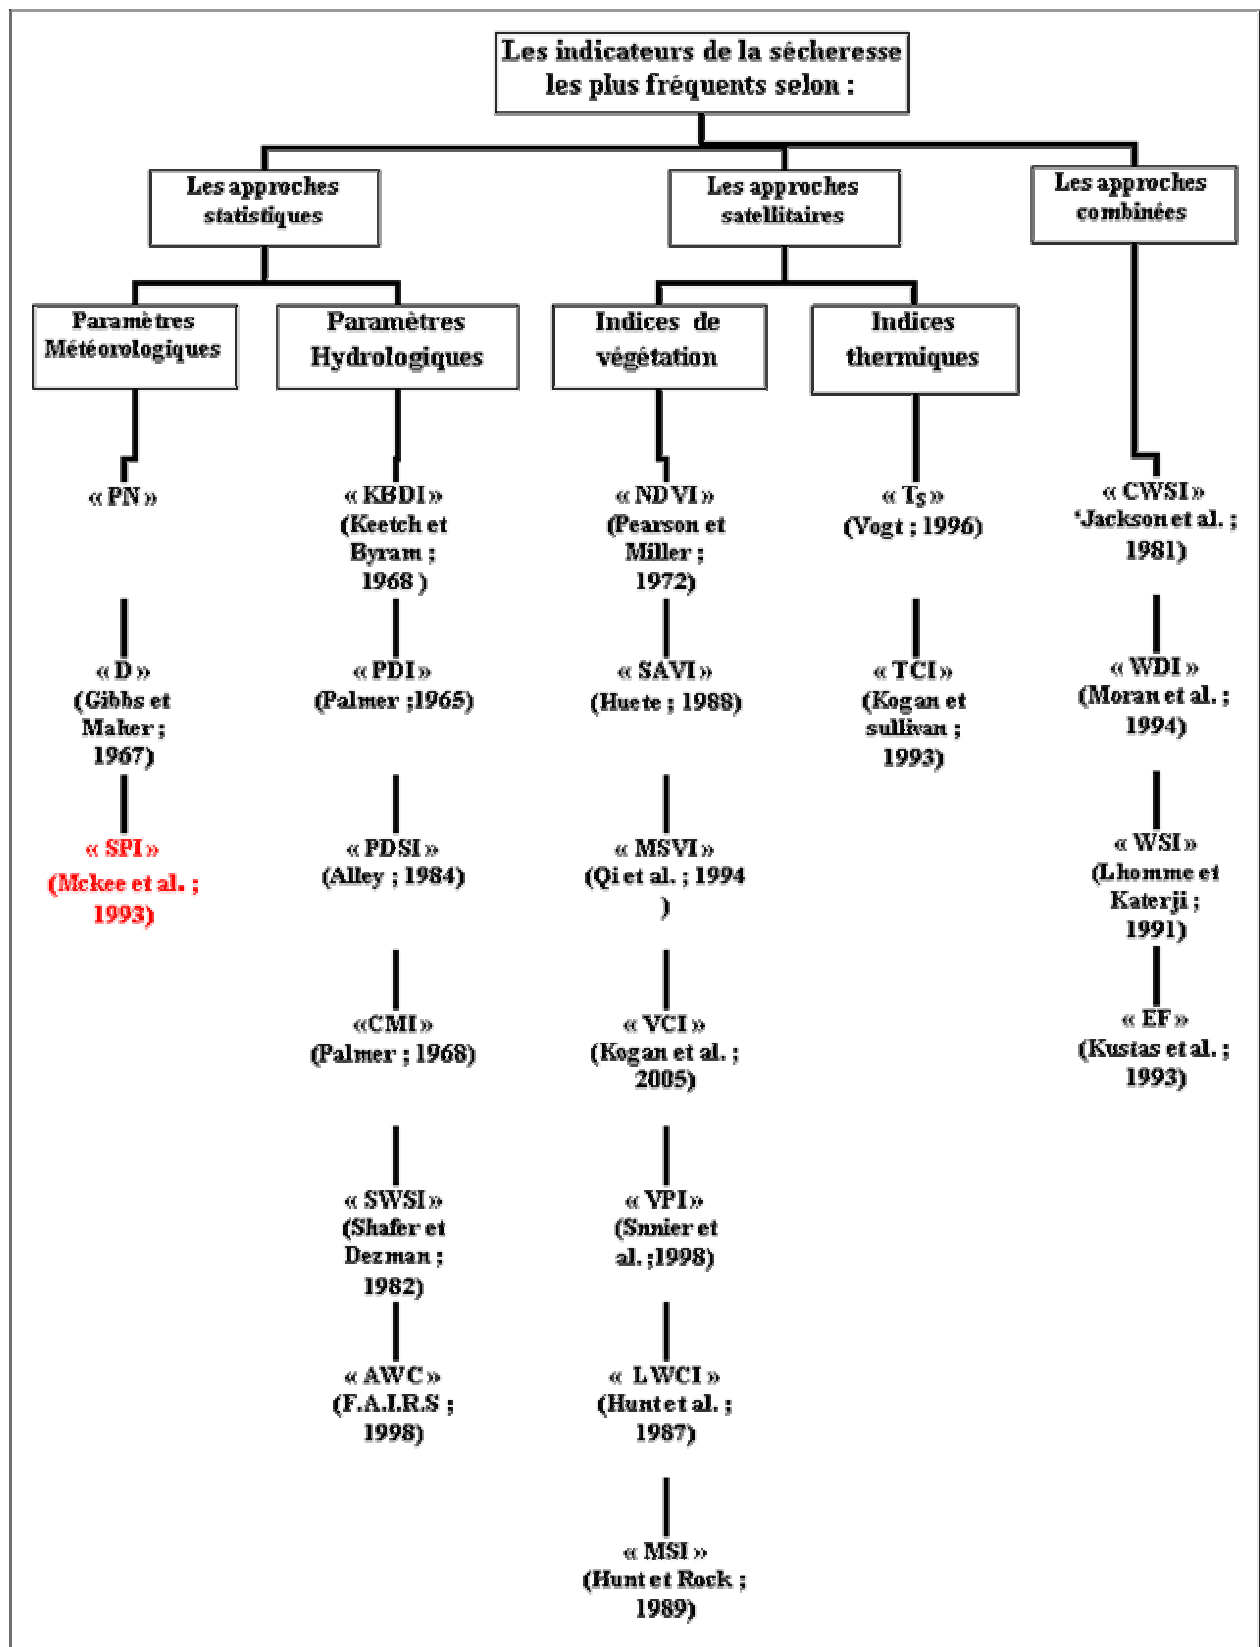 Les indicateurs de la sécheresse
les plus fréquents selon :
Les approches
statistiques
Les approches
satellitaires
Les approches
combinées
Paramètres
Météorologiques
Paramètres
Hydrologiques
Indices de
végétation
Indices
thermiques
« PN »
« D »
(Gibbs et
Maher ;
1967)
« SPI »
(Mckee et al. ;
1993)
« KBDI »
(Keetch et
Byram ;
1968 )
« PDI »
(Palmer ;1965)
« PDSI »
(Alley ; 1984)
«CMI »
(Palmer ; 1968)
« SWSI »
(Shafer et
Dezman ;
1982)
« AWC »
(F.A.I.R.S ;
1998)
« NDVI »
(Pearson et
Miller ;
1972)
« SAVI »
(Huete ; 1988)
« MSVI »
(Qi et al. ; 1994
)
« VCI »
(Kogan et al. ;
2005)
« VPI »
(Snnier et
al. ;1998)
« LWCI »
(Hunt et al. ;
1987)
« MSI »
(Hunt et Rock ;
1989)
« Ts »
(Vogt ; 1996)
« TCI »
(Kogan et
sullivan ;
1993)
« CWSI »
‘Jackson et al. ;
1981)
« WDI »
(Moran et al. ;
1994)
« WSI »
(Lhomme et
Katerji ;
1991)
« EF »
(Kustas et al. ;
1993)